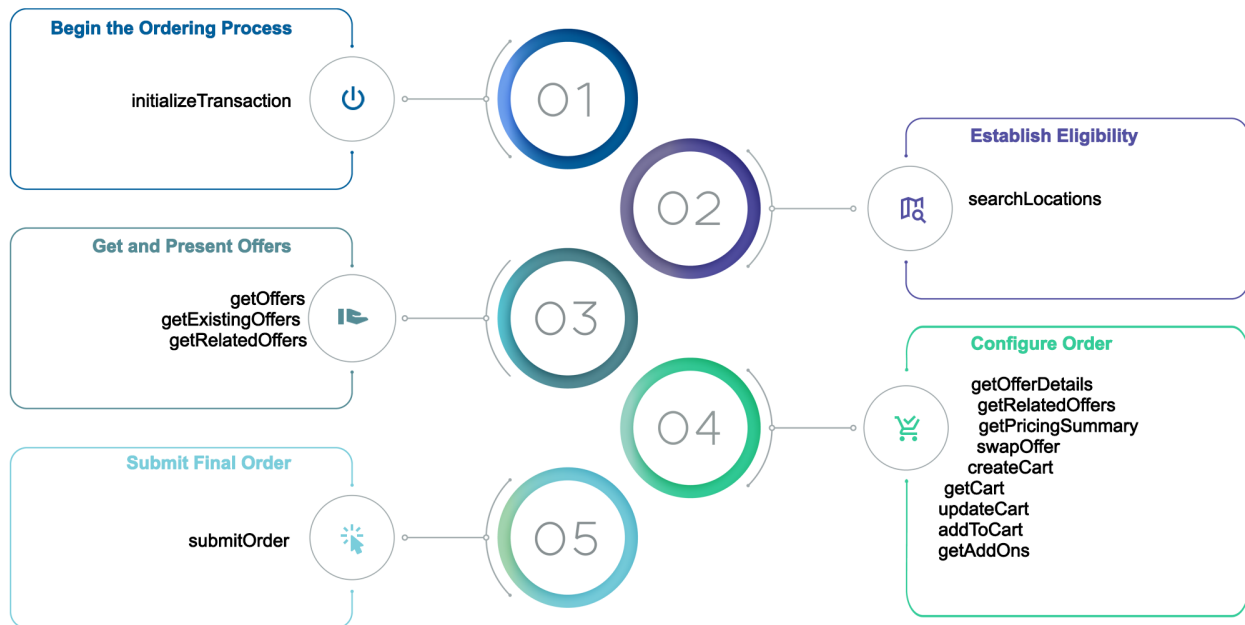 Begin the Ordering Process
initializeTransaction
01
02
Establish Eligibility
searchLocations
Get and Present Offers
getOffers
getExistingOffers
getRelatedOffers
03
04
Configure Order
getOfferDetails
getRelatedOffers
getPricingSummary
swapOffer
createCart
getCart
updateCart
addToCart
getAddOns
Submit Final Order
submitOrder
05